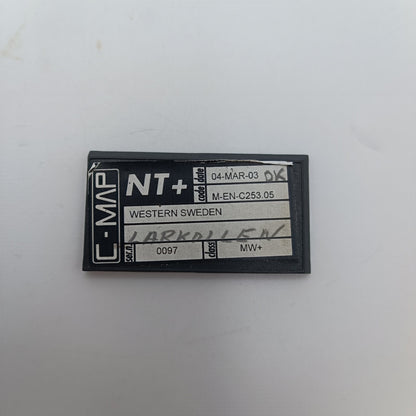 C-MAP
NT+
date 04-MAR-03 OK
code M-EN-C253.05
WESTERN SWEDEN
LARKOLLEN
ser.n 0097
class MW+